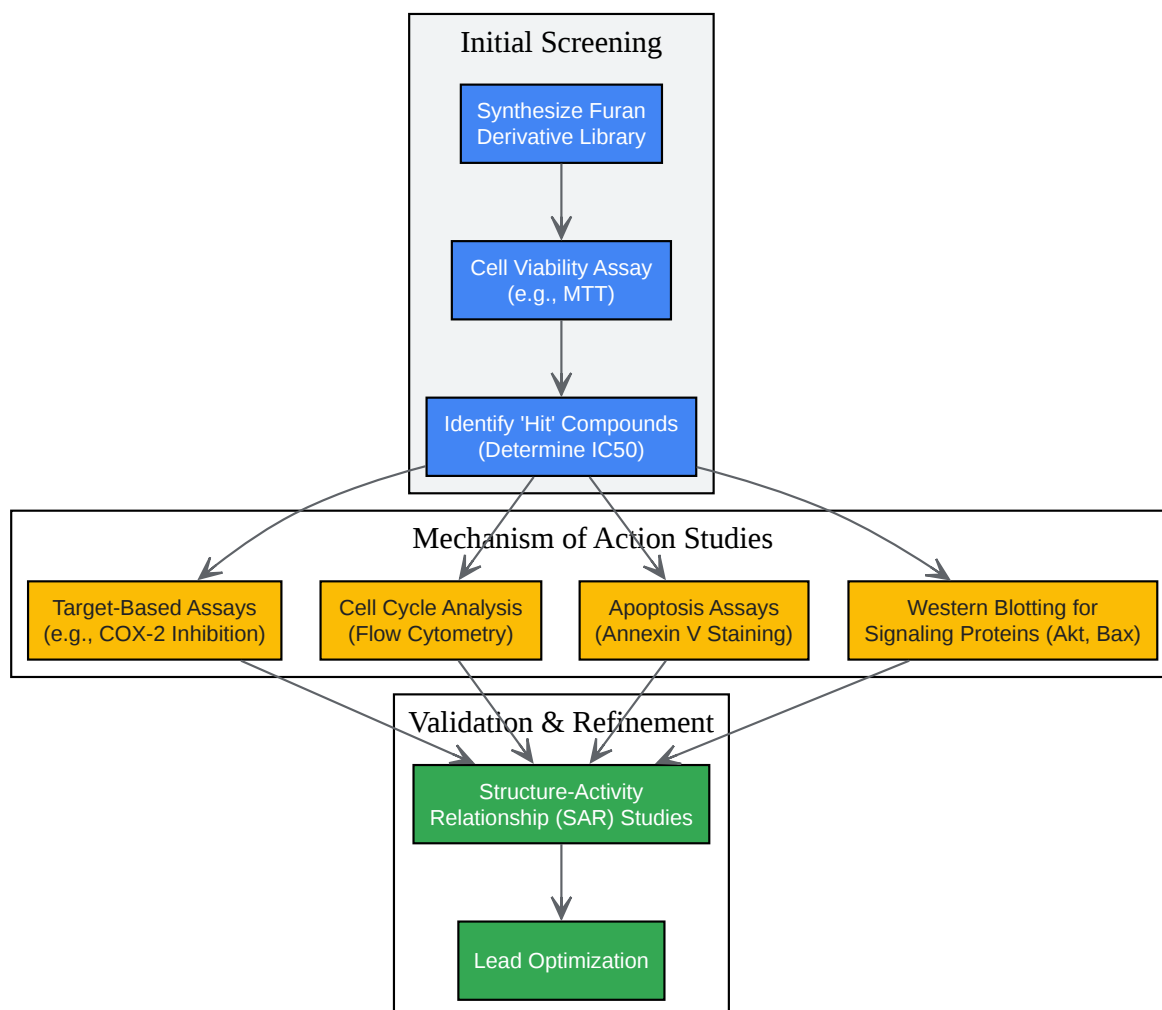 Initial Screening
Synthesize Furan
Derivative Library
Cell Viability Assay
(e.g., MTT)
Identify 'Hit' Compounds
(Determine IC50)
Mechanism of Action Studies
Target-Based Assays
(e.g., COX-2 Inhibition)
Cell Cycle Analysis
(Flow Cytometry)
Apoptosis Assays
(Annexin V Staining)
Western Blotting for
Signaling Proteins (Akt, Bax)
Validation & Refinement
Structure-Activity
Relationship (SAR) Studies
Lead Optimization